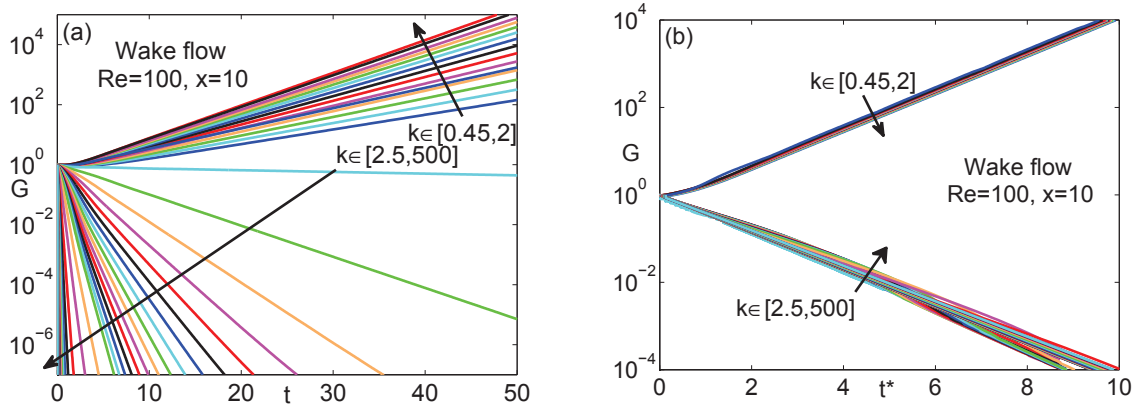 (a)
Wake flow
Re=100, x=10
k∈[0.45,2]
k∈[2.5,500]
10^4
10^2
10^0
G
10^-2
10^-4
10^-6
0 10 20 30 40 50
t
(b)
10^4
k∈[0.45,2]
10^2
G
Wake flow
Re=100, x=10
10^0
10^-2
k∈[2.5,500]
10^-4
0 2 4 6 8 10
t*